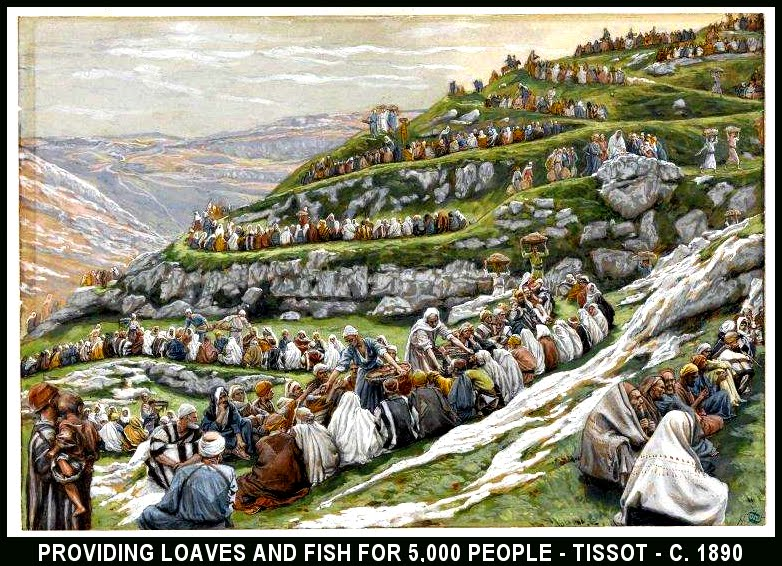 PROVIDING LOAVES AND FISH FOR 5,000 PEOPLE - TISSOT - C. 1890